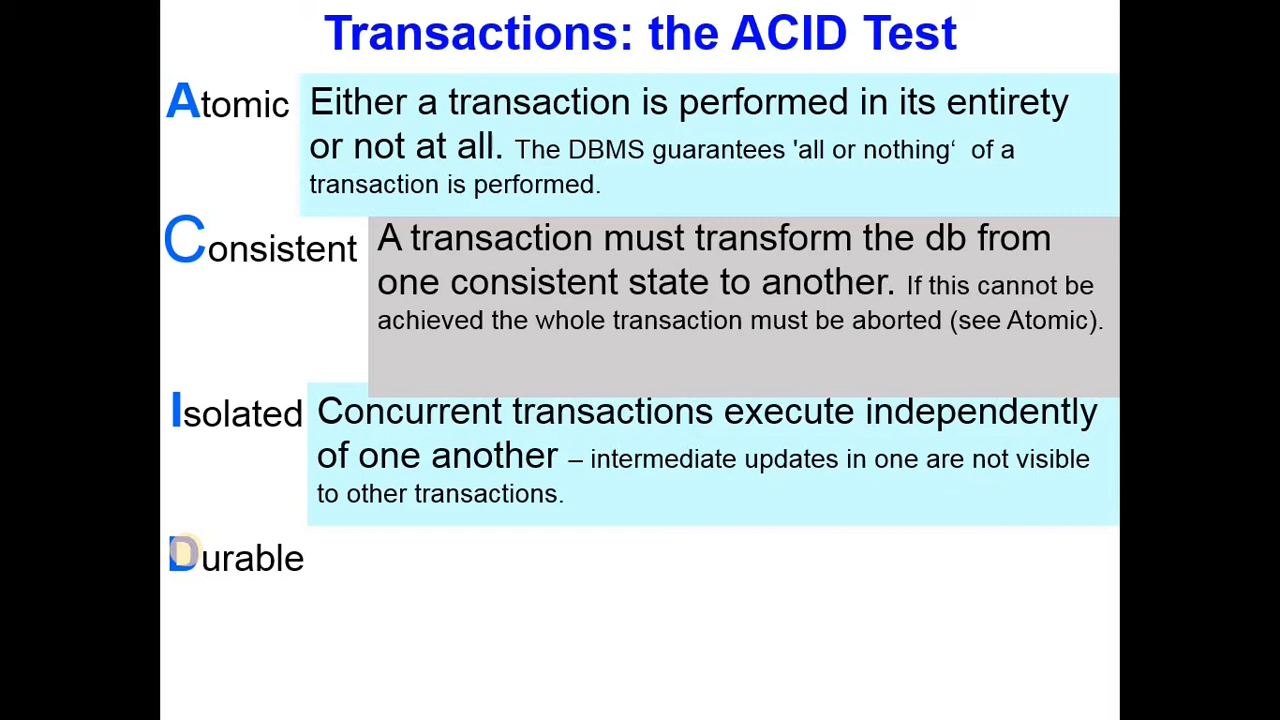 Transactions: the ACID Test
Atomic Either a transaction is performed in its entirety
or not at all. The DBMS guarantees 'all or nothing‘ of a
transaction is performed.
Consistent A transaction must transform the db from
one consistent state to another. If this cannot be
achieved the whole transaction must be aborted (see Atomic).
Isolated Concurrent transactions execute independently
of one another – intermediate updates in one are not visible
to other transactions.
Durable